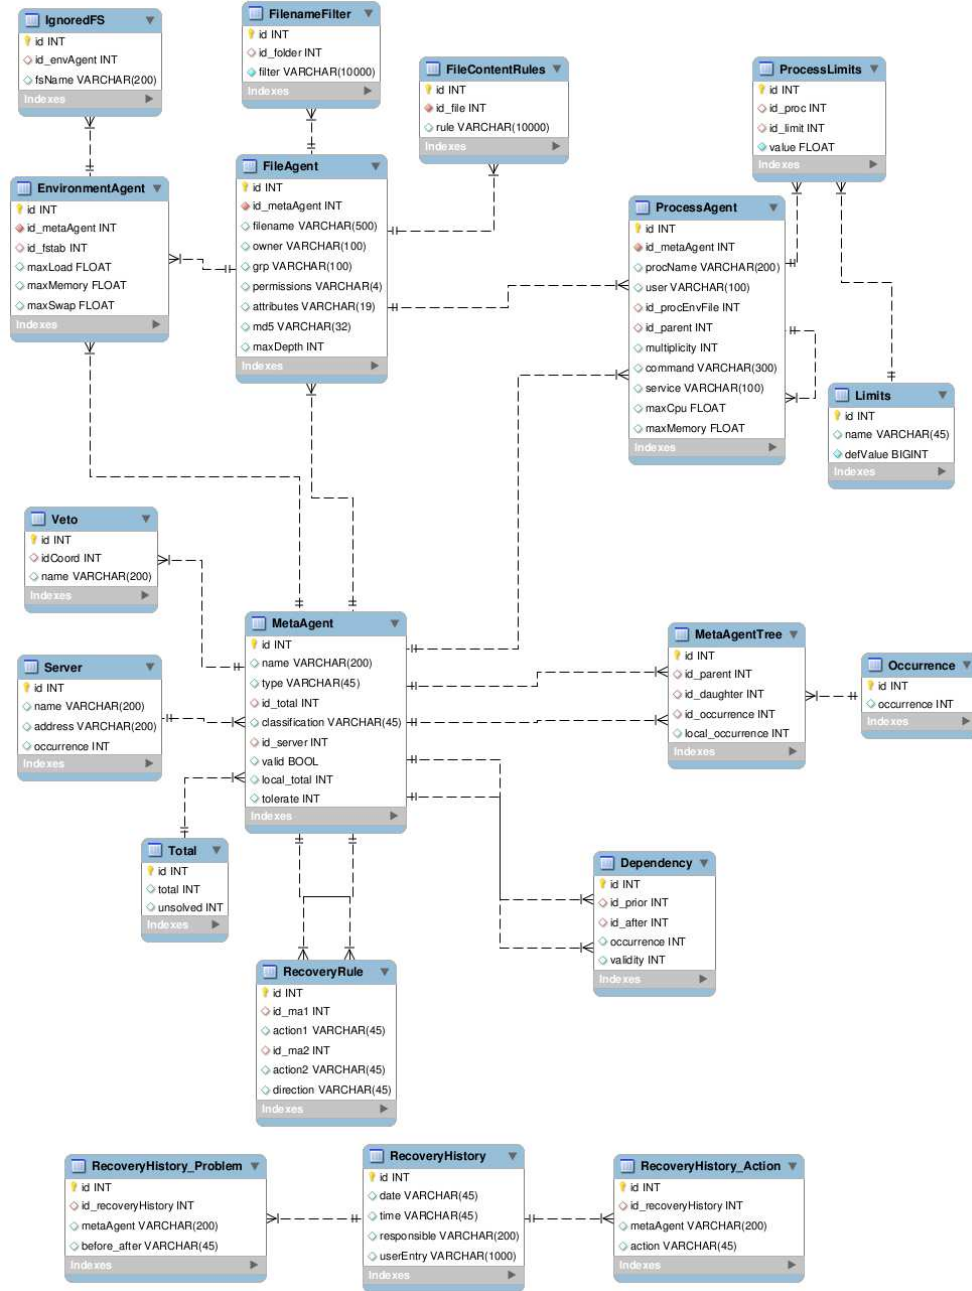 IgnoredFS
id INT
id_envAgent INT
fsName VARCHAR(200)
Indexes
FilenameFilter
id INT
id_folder INT
filter VARCHAR(10000)
Indexes
FileContentRules
id INT
id_file INT
rule VARCHAR(10000)
Indexes
ProcessLimits
id INT
id_proc INT
id_limit INT
value FLOAT
Indexes
EnvironmentAgent
id INT
id_metaAgent INT
id_fstab INT
maxLoad FLOAT
maxMemory FLOAT
maxSwap FLOAT
Indexes
FileAgent
id INT
id_metaAgent INT
filename VARCHAR(500)
owner VARCHAR(100)
grp VARCHAR(100)
permissions VARCHAR(4)
attributes VARCHAR(19)
md5 VARCHAR(32)
maxDepth INT
Indexes
ProcessAgent
id INT
id_metaAgent INT
procName VARCHAR(200)
user VARCHAR(100)
id_procEnvFile INT
id_parent INT
multiplicity INT
command VARCHAR(300)
service VARCHAR(100)
maxCpu FLOAT
maxMemory FLOAT
Indexes
Limits
id INT
name VARCHAR(45)
defValue BIGINT
Indexes
Veto
id INT
idCoord INT
name VARCHAR(200)
Indexes
Server
id INT
name VARCHAR(200)
address VARCHAR(200)
occurrence INT
Indexes
MetaAgent
id INT
name VARCHAR(200)
type VARCHAR(45)
id_total INT
classification VARCHAR(45)
id_server INT
valid BOOL
local_total INT
tolerate INT
Indexes
MetaAgentTree
id INT
id_parent INT
id_daughter INT
id_occurrence INT
local_occurrence INT
Indexes
Occurrence
id INT
occurrence INT
Indexes
Total
id INT
total INT
unsolved INT
Indexes
Dependency
id INT
id_prior INT
id_after INT
occurrence INT
validity INT
Indexes
RecoveryRule
id INT
id_ma1 INT
action1 VARCHAR(45)
id_ma2 INT
action2 VARCHAR(45)
direction VARCHAR(45)
Indexes
RecoveryHistory_Problem
id INT
id_recoveryHistory INT
metaAgent VARCHAR(200)
before_after VARCHAR(45)
Indexes
RecoveryHistory
id INT
date VARCHAR(45)
time VARCHAR(45)
responsible VARCHAR(200)
userEntry VARCHAR(1000)
Indexes
RecoveryHistory_Action
id INT
id_recoveryHistory INT
metaAgent VARCHAR(200)
action VARCHAR(45)
Indexes